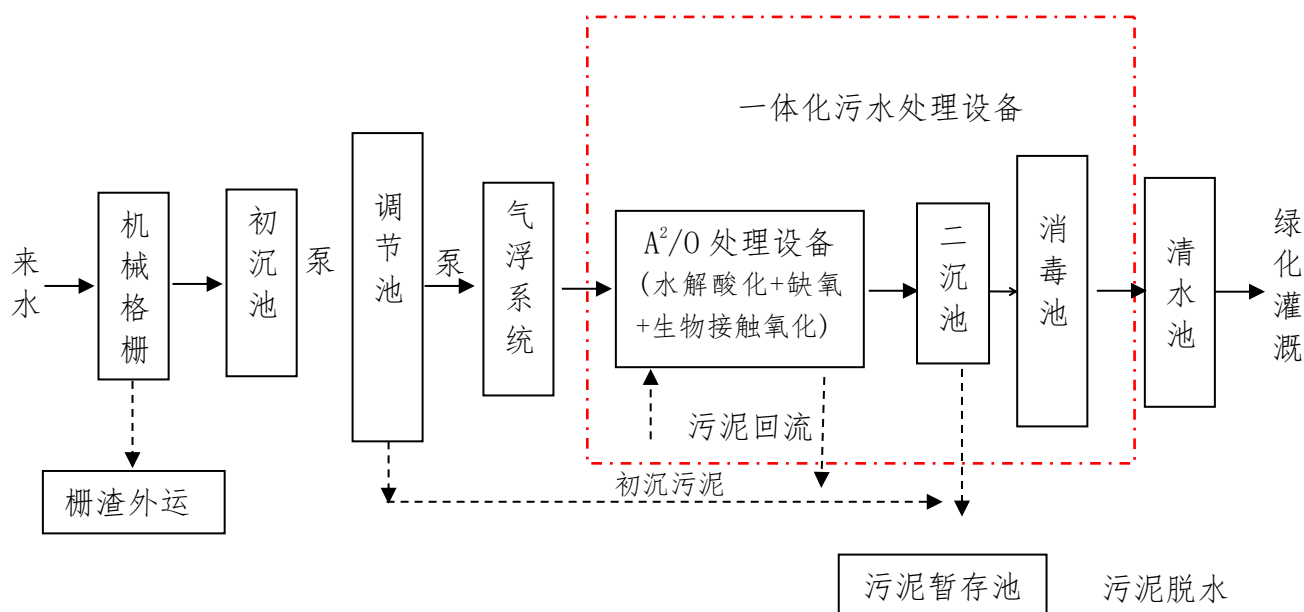 一体化污水处理设备
来水
机械格栅
初沉池
泵
调节池
泵
气浮系统
A²/O 处理设备
(水解酸化+缺氧
+生物接触氧化)
二沉池
消毒池
清水池
绿化灌溉
污泥回流
初沉污泥
栅渣外运
污泥暂存池
污泥脱水